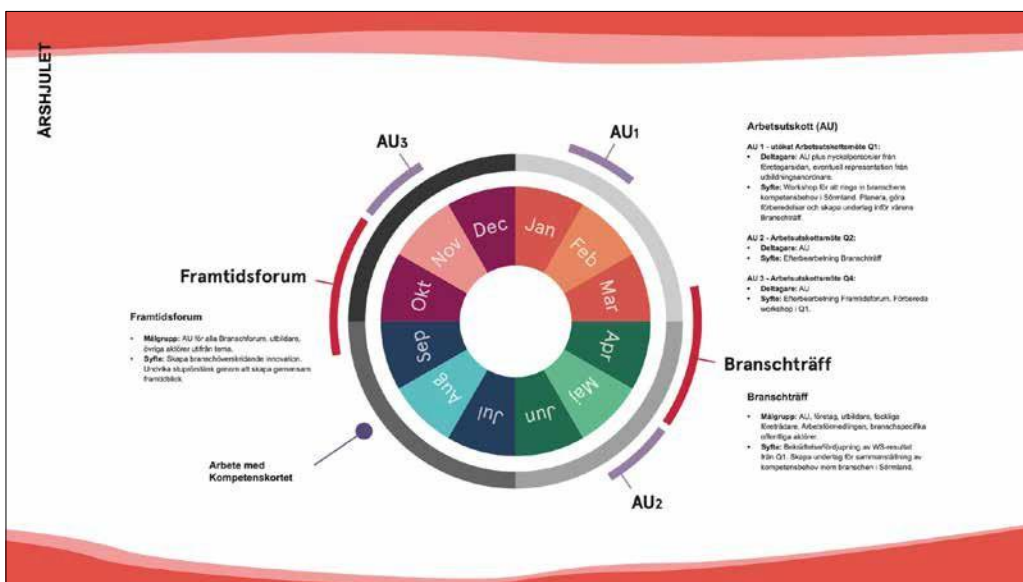 ÅRSHJULET
AU1
AU3
Framtidsforum
Branschträff
AU2
Jan
Feb
Mar
Apr
Maj
Jun
Jul
Aug
Sep
Okt
Nov
Dec
Arbetsutskott (AU)
AU 1 - utökat Arbetsutskottsmöte Q1:
• Deltagare: AU plus nyckelpersoner från
företagarsidan, eventuell representation från
utbildningsanordnare.
• Syfte: Workshop för att ringa in branschens
kompetensbehov i Sörmland. Planera, göra
förberedelser och skapa underlag inför vårens
Branschträff.
AU 2 - Arbetsutskottsmöte Q2:
• Deltagare: AU
• Syfte: Efterbearbetning Branschträff
AU 3 - Arbetsutskottsmöte Q4:
• Deltagare: AU
• Syfte: Efterbearbetning Framtidsforum. Förbereda
workshop i Q1.
Framtidsforum
• Målgrupp: AU för alla Branschforum, utbildare,
övriga aktörer utifrån tema.
• Syfte: Skapa branschöverskridande innovation.
Undvika stuprörstänk genom att skapa gemensam
framtidsblick.
Arbete med
Kompetenskortet
Branschträff
• Målgrupp: AU, företag, utbildare, fackliga
företrädare, Arbetsförmedlingen, branschspecifika
offentliga aktörer.
• Syfte: av WS-resultat
från Q1. Skapa underlag för sammanställning av
kompetensbehov inom branschen i Sörmland.